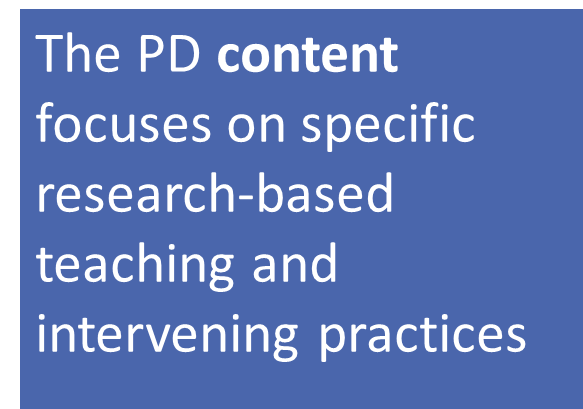 The PD content
focuses on specific
research-based
teaching and
intervening practices